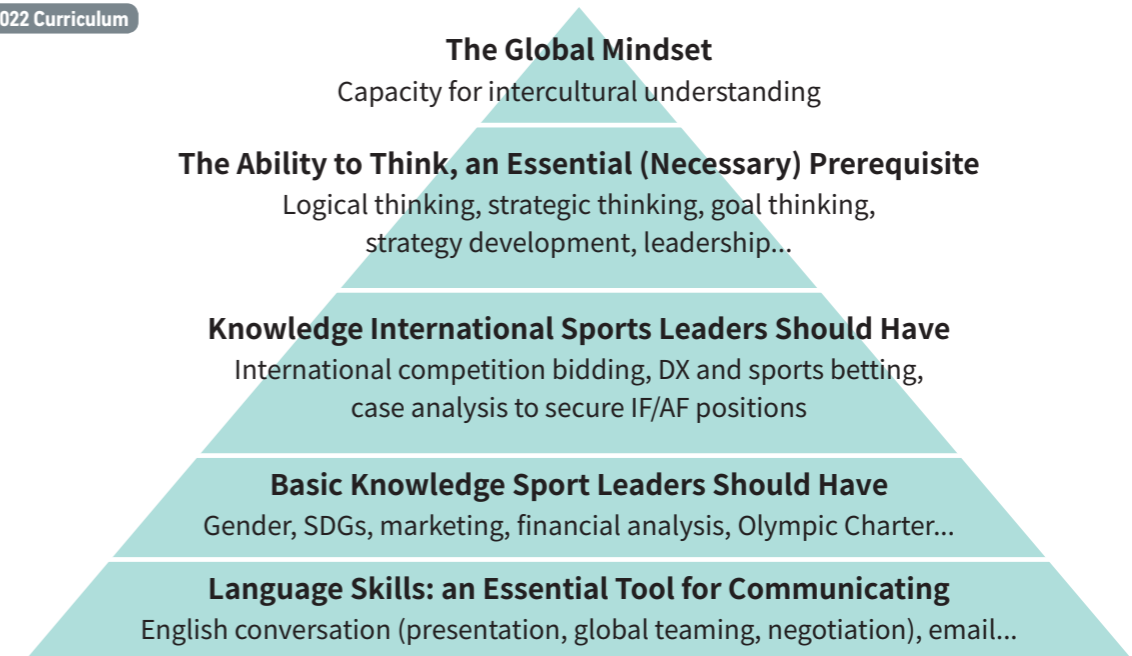 022 Curriculum
The Global Mindset
Capacity for intercultural understanding
The Ability to Think, an Essential (Necessary) Prerequisite
Logical thinking, strategic thinking, goal thinking,
strategy development, leadership...
Knowledge International Sports Leaders Should Have
International competition bidding, DX and sports betting,
case analysis to secure IF/AF positions
Basic Knowledge Sport Leaders Should Have
Gender, SDGs, marketing, financial analysis, Olympic Charter...
Language Skills: an Essential Tool for Communicating
English conversation (presentation, global teaming, negotiation), email...